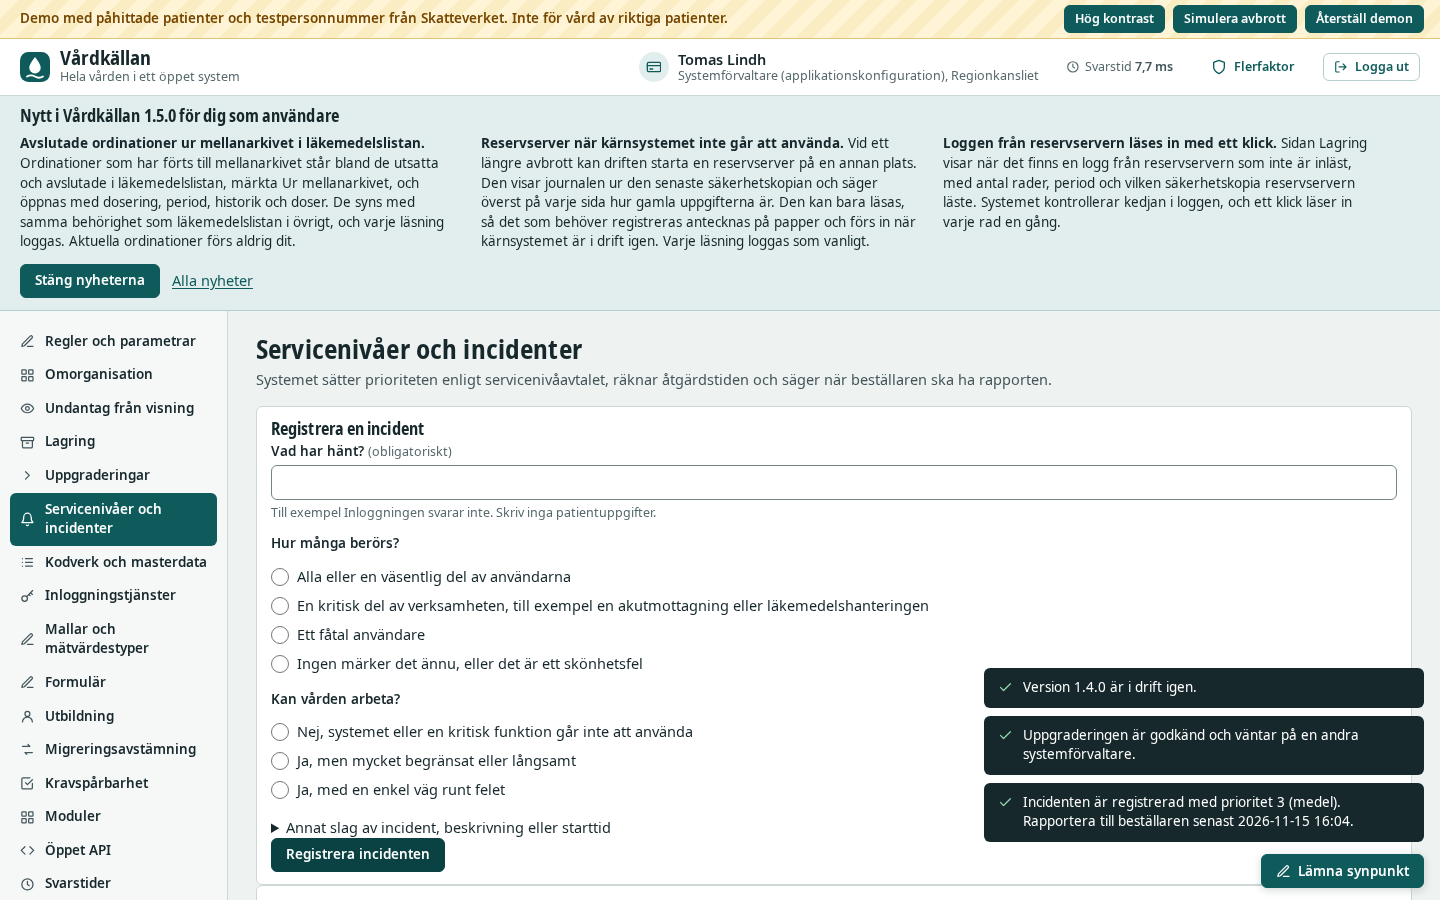 Demo med påhittade patienter och testpersonnummer från Skatteverket. Inte för vård av riktiga patienter.
Hög kontrast
Simulera avbrott
Återställ demon
Vårdkällan
Hela vården i ett öppet system
Tomas Lindh
Systemförvaltare (applikationskonfiguration), Regionkansliet
Svarstid 7,7 ms
Flerfaktor
Logga ut
Nytt i Vårdkällan 1.5.0 för dig som användare
Avslutade ordinationer ur mellanarkivet i läkemedelslistan.
Ordinationer som har förts till mellanarkivet står bland de utsatta
och avslutade i läkemedelslistan, märkta Ur mellanarkivet, och
öppnas med dosering, period, historik och doser. De syns med
samma behörighet som läkemedelslistan i övrigt, och varje läsning
loggas. Aktuella ordinationer förs aldrig dit.
Reservserver när kärnsystemet inte går att använda. Vid ett
längre avbrott kan driften starta en reservserver på en annan plats.
Den visar journalen ur den senaste säkerhetskopian och säger
överst på varje sida hur gamla uppgifterna är. Den kan bara läsas,
så det som behöver registreras antecknas på papper och förs in när
kärnsystemet är i drift igen. Varje läsning loggas som vanligt.
Loggen från reservservern läses in med ett klick. Sidan Lagring
visar när det finns en logg från reservservern som inte är inläst,
med antal rader, period och vilken säkerhetskopia reservservern
läste. Systemet kontrollerar kedjan i loggen, och ett klick läser in
varje rad en gång.
Stäng nyheterna
Alla nyheter
Regler och parametrar
Omorganisation
Undantag från visning
Lagring
Uppgraderingar
Servicenivåer och
incidenter
Kodverk och masterdata
Inloggningstjänster
Mallar och
mätvärdestyper
Formulär
Utbildning
Migreringsavstämning
Kravspårbarhet
Moduler
Öppet API
Svarstider
Servicenivåer och incidenter
Systemet sätter prioriteten enligt servicenivåavtalet, räknar åtgärdstiden och säger när beställaren ska ha rapporten.
Registrera en incident
Vad har hänt? (obligatoriskt)
Till exempel Inloggningen svarar inte. Skriv inga patientuppgifter.
Hur många berörs?
Alla eller en väsentlig del av användarna
En kritisk del av verksamheten, till exempel en akutmottagning eller läkemedelshanteringen
Ett fåtal användare
Ingen märker det ännu, eller det är ett skönhetsfel
Kan vården arbeta?
Nej, systemet eller en kritisk funktion går inte att använda
Ja, men mycket begränsat eller långsamt
Ja, med en enkel väg runt felet
Annat slag av incident, beskrivning eller starttid
Registrera incidenten
Version 1.4.0 är i drift igen.
Uppgraderingen är godkänd och väntar på en andra
systemförvaltare.
Incidenten är registrerad med prioritet 3 (medel).
Rapportera till beställaren senast 2026-11-15 16:04.
Lämna synpunkt